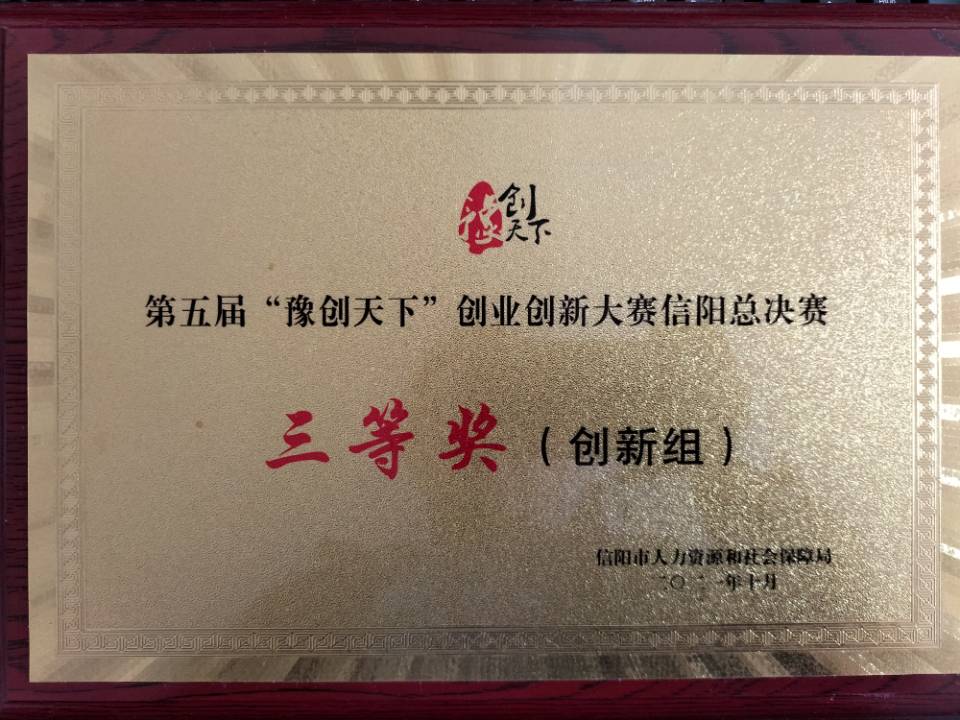 豫创天下
第五届“豫创天下”创业创新大赛信阳总决赛
三等奖（创新组）
信阳市人力资源和社会保障局
二〇二一年十月